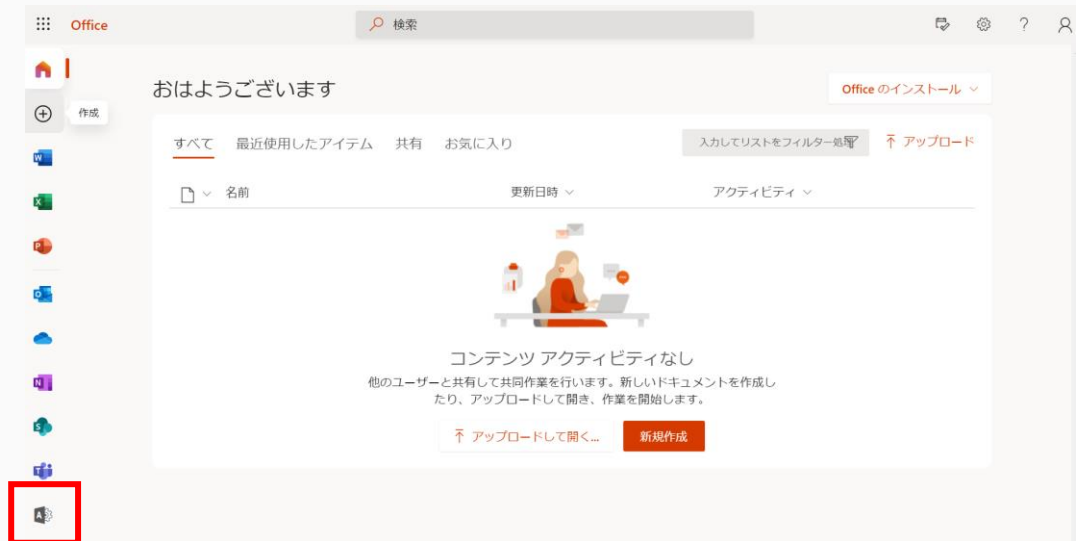 Office
検索
?
おはようございます
Office のインストール
作成
すべて 最近使用したアイテム 共有 お気に入り
入力してリストをフィルター処理
アップロード
名前 更新日時 アクティビティ
W
X
P
O
N
S
T
A
コンテンツ アクティビティなし
他のユーザーと共有して共同作業を行います。新しいドキュメントを作成し
たり、アップロードして開き、作業を開始します。
アップロードして開く...
新規作成